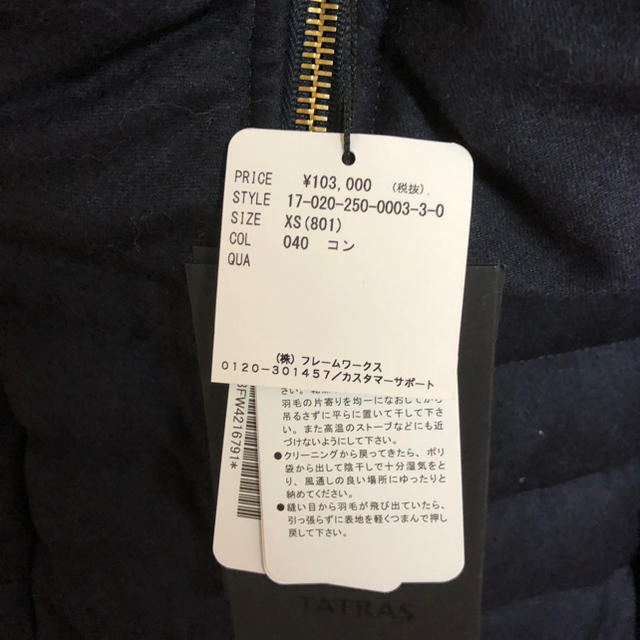 PRICE ¥103,000 (税抜)
STYLE 17-020-250-0003-3-0
SIZE XS(801)
COL 040 コン
QUA
(株) フレームワークス
0120-301457/カスタマーサポート
羽毛の片寄りを均一になおしてから
吊るさずに平らに置いて干して下さ
い。また高温のストーブなどにも近
づけないようにして下さい。
●クリーニングから戻ってきたら、ポリ
袋から出して陰干しで十分湿気をと
り、風通しの良い場所にゆったりと
納めてください。
●縫い目から羽毛が飛び出ていたら、
引っ張らずに表地を軽くつまんで押し
戻して下さい。
FW4216791*
TATRAS